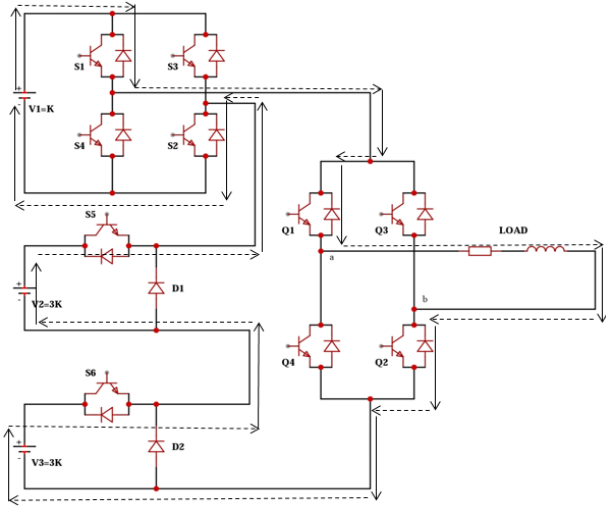 S1
S3
+
V1=K
S4
S2
S5
Q1
Q3
LOAD
a
+
D1
-
V2=3K
b
Q4
Q2
S6
+
D2
-
V3=3K